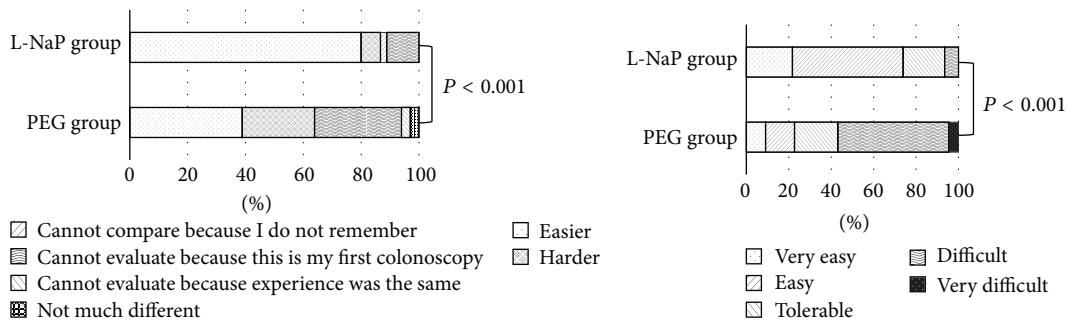 L-NaP group
P < 0.001
PEG group
0 20 40 60 80 100
(%)
Cannot compare because I do not remember
Cannot evaluate because this is my first colonoscopy
Cannot evaluate because experience was the same
Not much different
Easier
Harder
L-NaP group
P < 0.001
PEG group
0 20 40 60 80 100
(%)
Very easy
Easy
Tolerable
Difficult
Very difficult